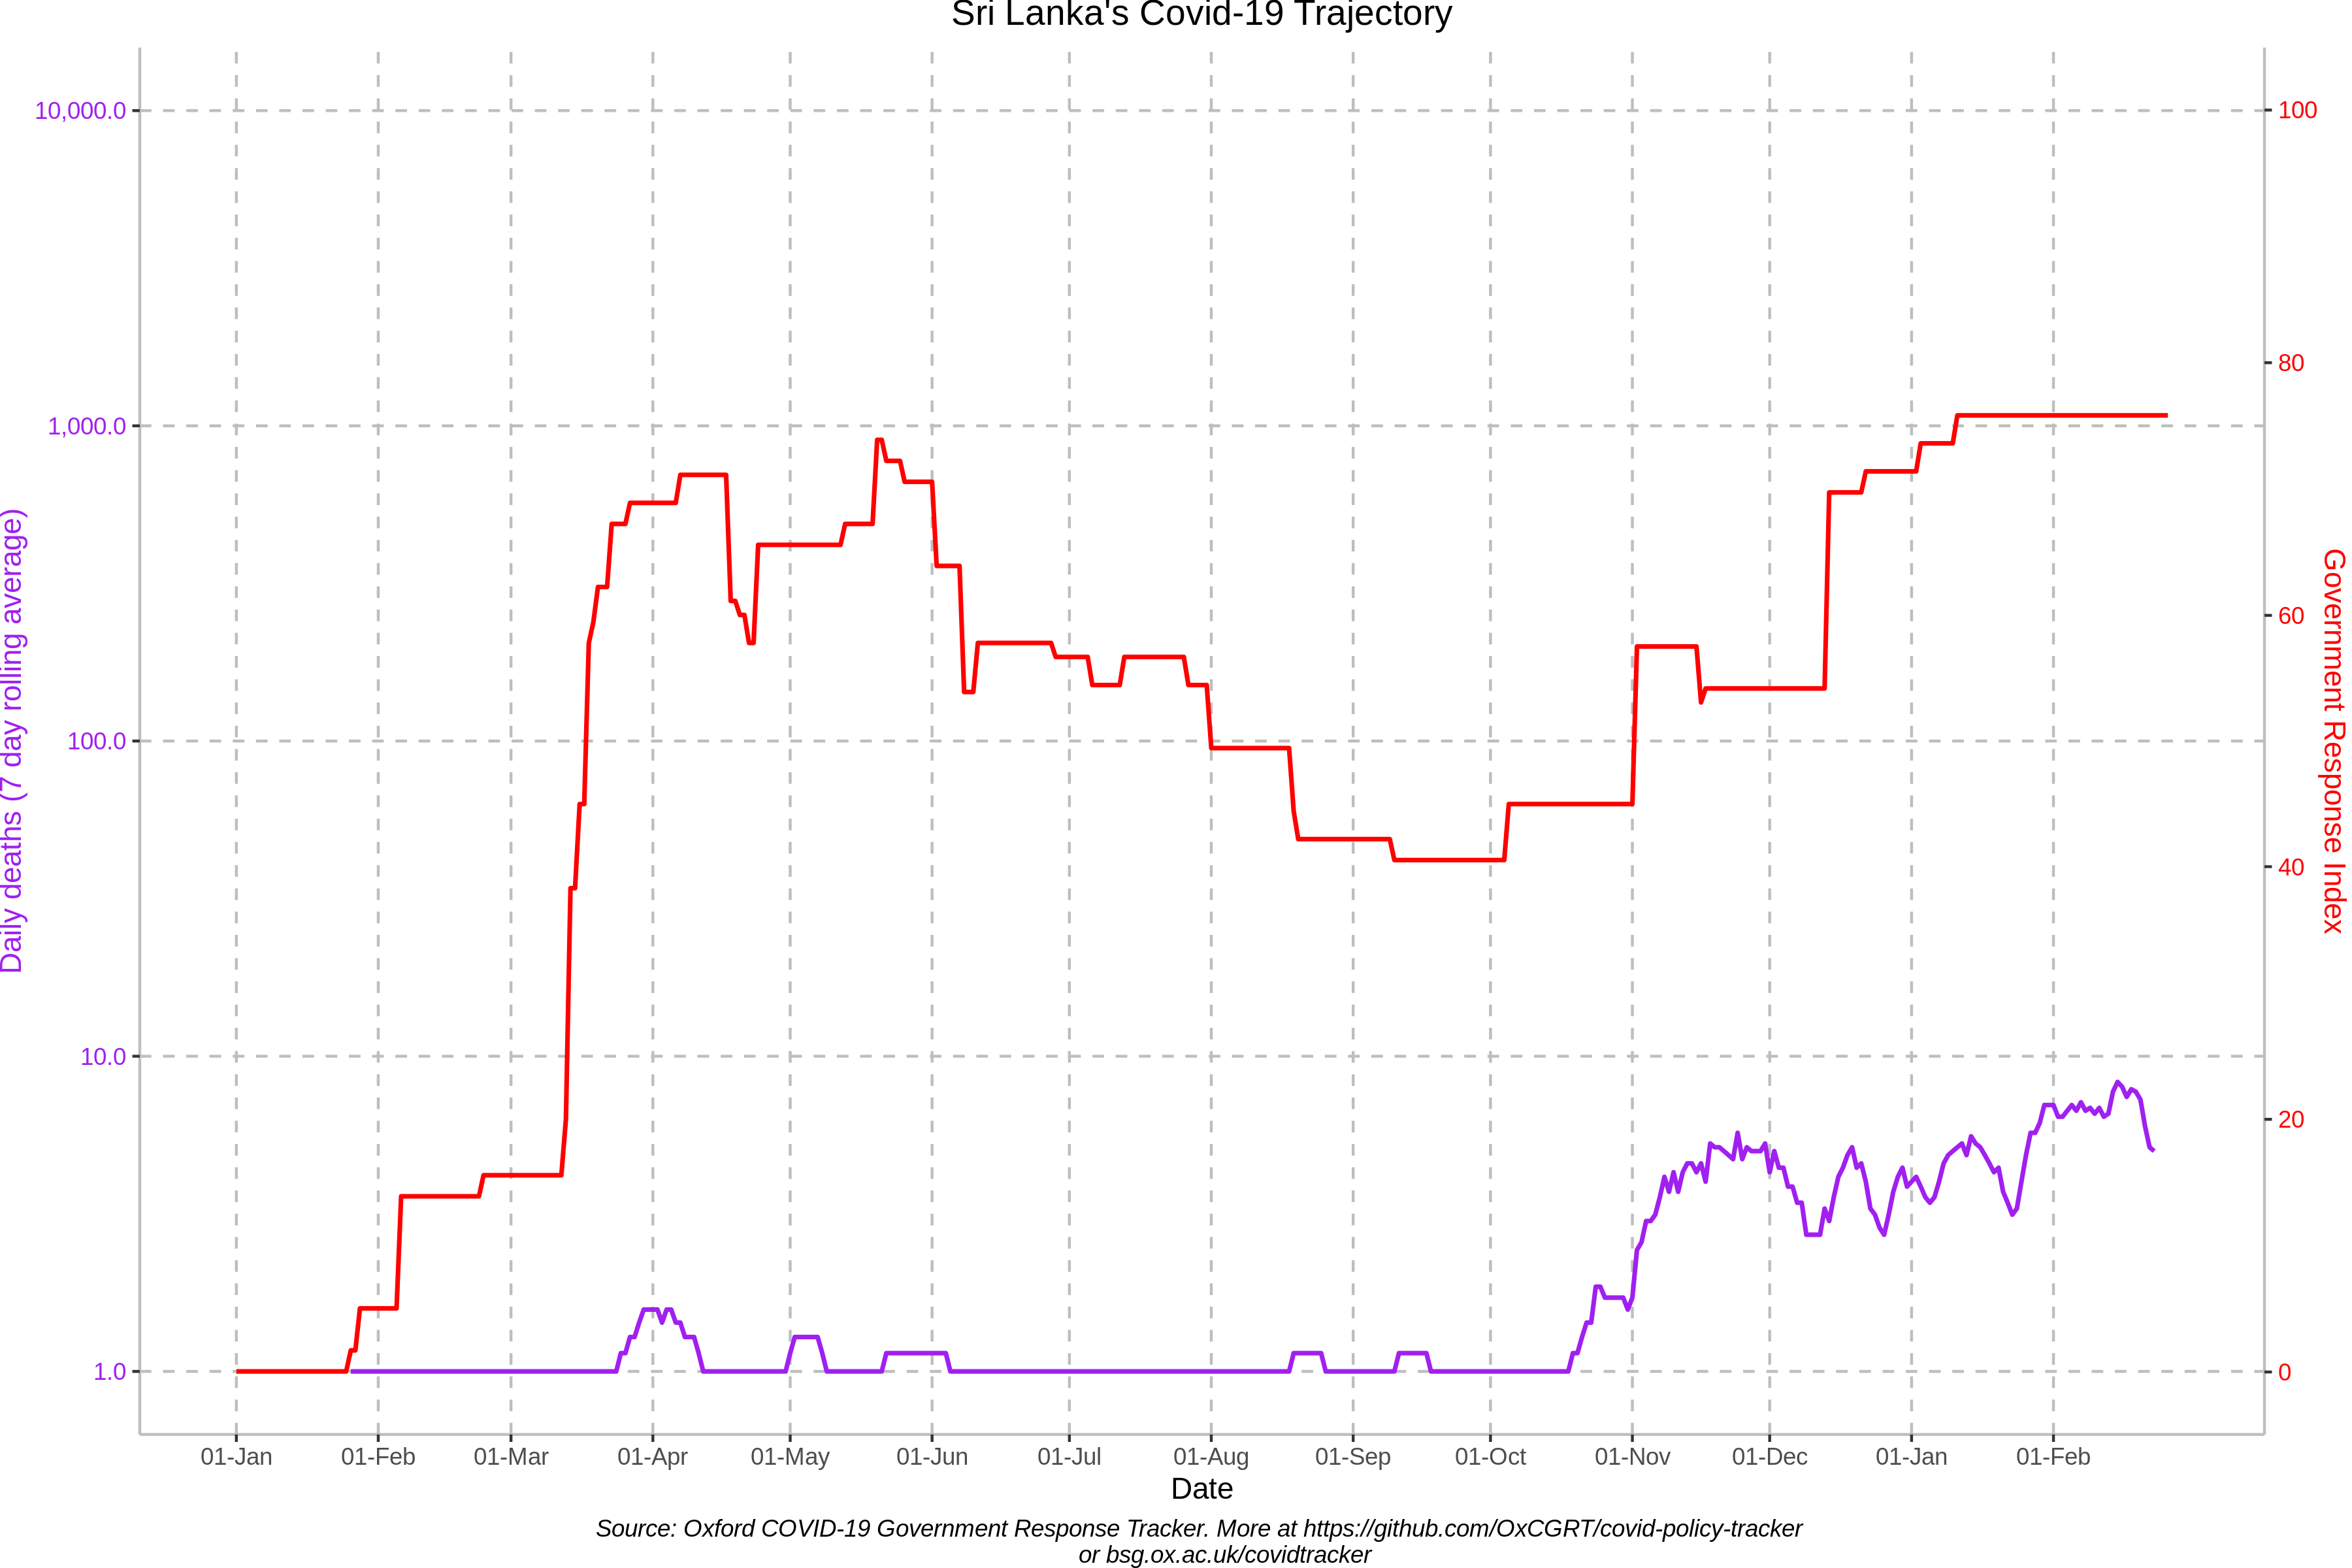 Sri Lanka's Covid-19 Trajectory
10,000.0
1,000.0
100.0
10.0
1.0
Daily deaths (7 day rolling average)
100
80
60
40
20
0
Government Response Index
01-Jan 01-Feb 01-Mar 01-Apr 01-May 01-Jun 01-Jul 01-Aug 01-Sep 01-Oct 01-Nov 01-Dec 01-Jan 01-Feb
Date
Source: Oxford COVID-19 Government Response Tracker. More at https://github.com/OxCGRT/covid-policy-tracker
or bsg.ox.ac.uk/covidtracker